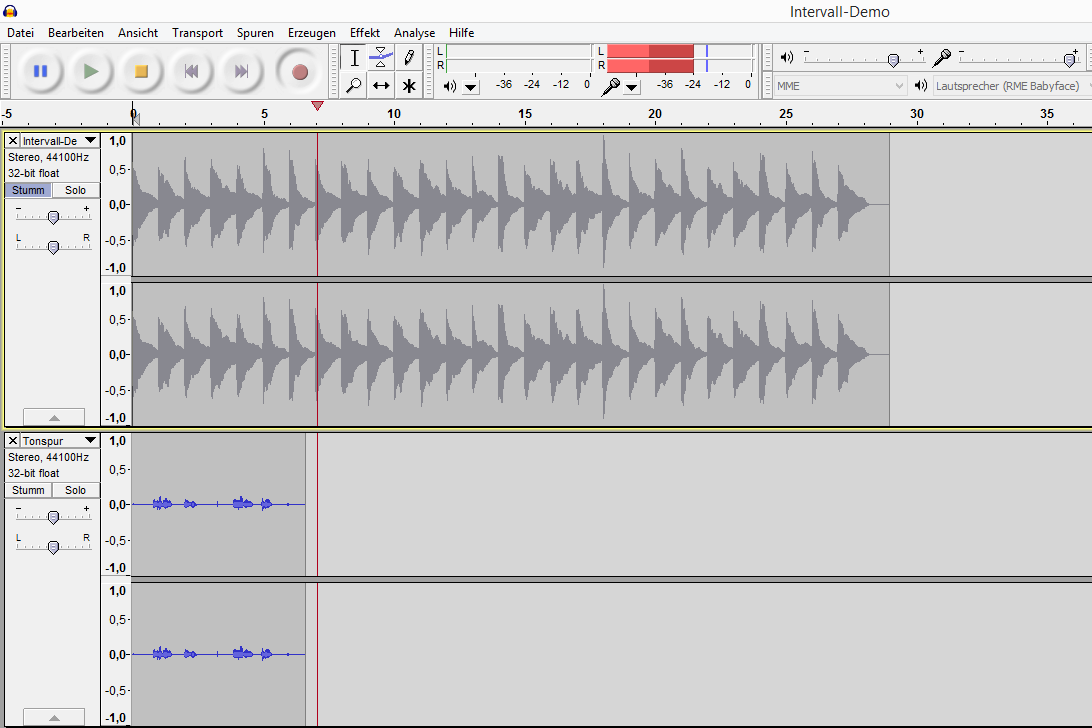 Intervall-Demo
Datei Bearbeiten Ansicht Transport Spuren Erzeugen Effekt Analyse Hilfe
L
R
-36 -24 -12 0
L
R
-36 -24 -12 0
- +
- +
MME
Lautsprecher (RME Babyface)
-5 0 5 10 15 20 25 30 35
X Intervall-De
Stereo, 44100Hz
32-bit float
Stumm Solo
- +
L R
1,0
0,5-
0,0-
-0,5-
-1,0
1,0
0,5-
0,0-
-0,5-
-1,0
X Tonspur
Stereo, 44100Hz
32-bit float
Stumm Solo
- +
L R
1,0
0,5-
0,0-
-0,5-
-1,0
1,0
0,5-
0,0-
-0,5-
-1,0